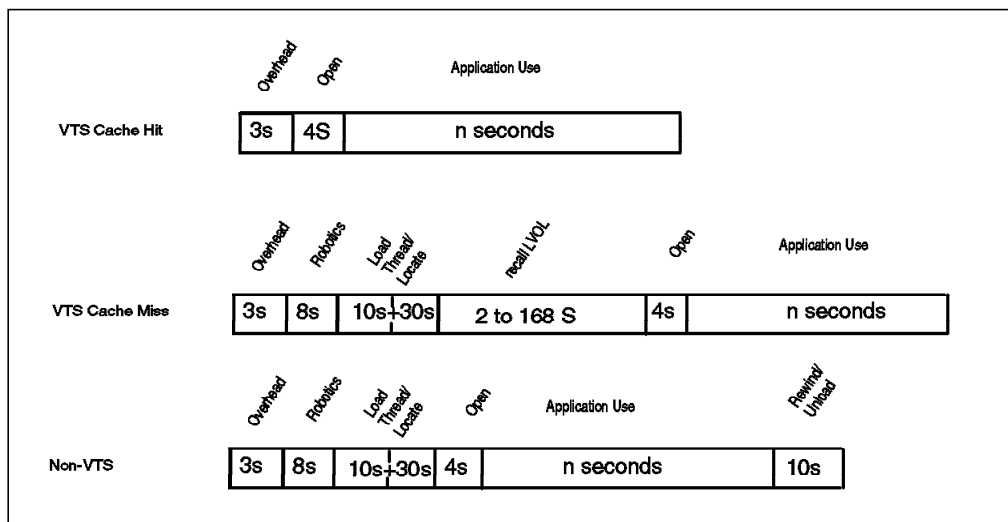 Overhead
Open
Application Use
VTS Cache Hit
3s
4S
n seconds
Overhead
Robotics
Load
Thread/
Locate
recall LVOL
Open
Application Use
VTS Cache Miss
3s
8s
10s+30s
2 to 168 S
4s
n seconds
Overhead
Robotics
Load
Thread/
Locate
Open
Application Use
Rewind/
Unload
Non-VTS
3s
8s
10s+30s
4s
n seconds
10s